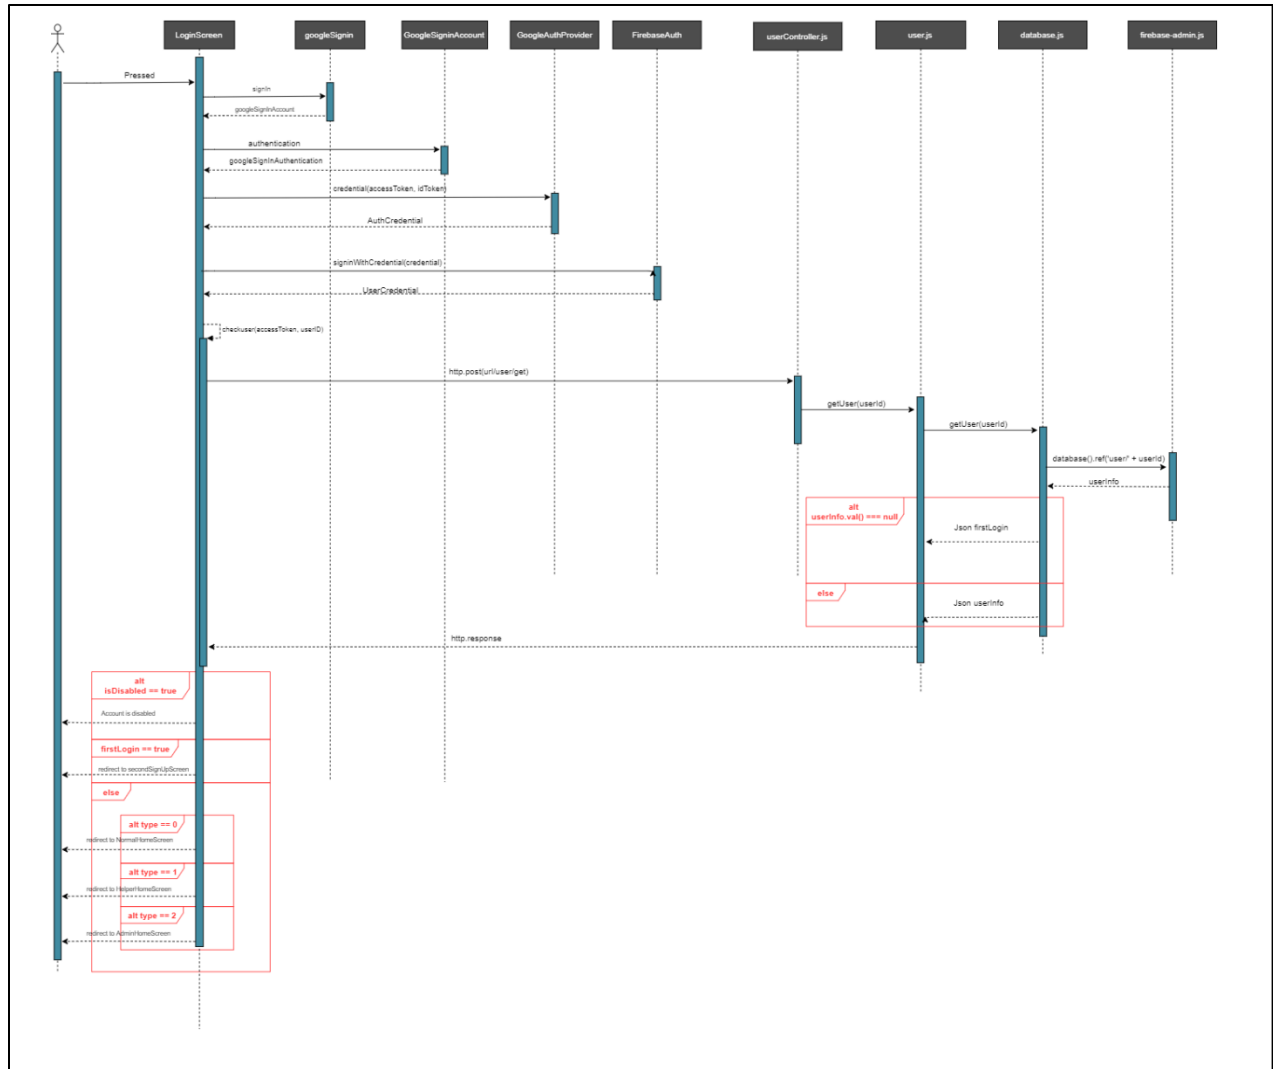 LoginScreen
googleSignin
GoogleSigninAccount
GoogleAuthProvider
FirebaseAuth
userController.js
user.js
database.js
firebase-admin.js
Pressed
signIn
googleSignInAccount
authentication
googleSignInAuthentication
credential(accessToken, idToken)
AuthCredential
signinWithCredential(credential)
UserCredential
checkuser(accessToken, userID)
http.post(url/user/get)
getUser(userId)
getUser(userId)
database().ref('user/' + userId)
userInfo
alt
userInfo.val() === null
Json firstLogin
else
Json userInfo
http.response
alt
isDisabled == true
Account is disabled
firstLogin == true
redirect to secondSignUpScreen
else
alt type == 0
redirect to NormalHomeScreen
alt type == 1
redirect to HelperHomeScreen
alt type == 2
redirect to AdminHomeScreen